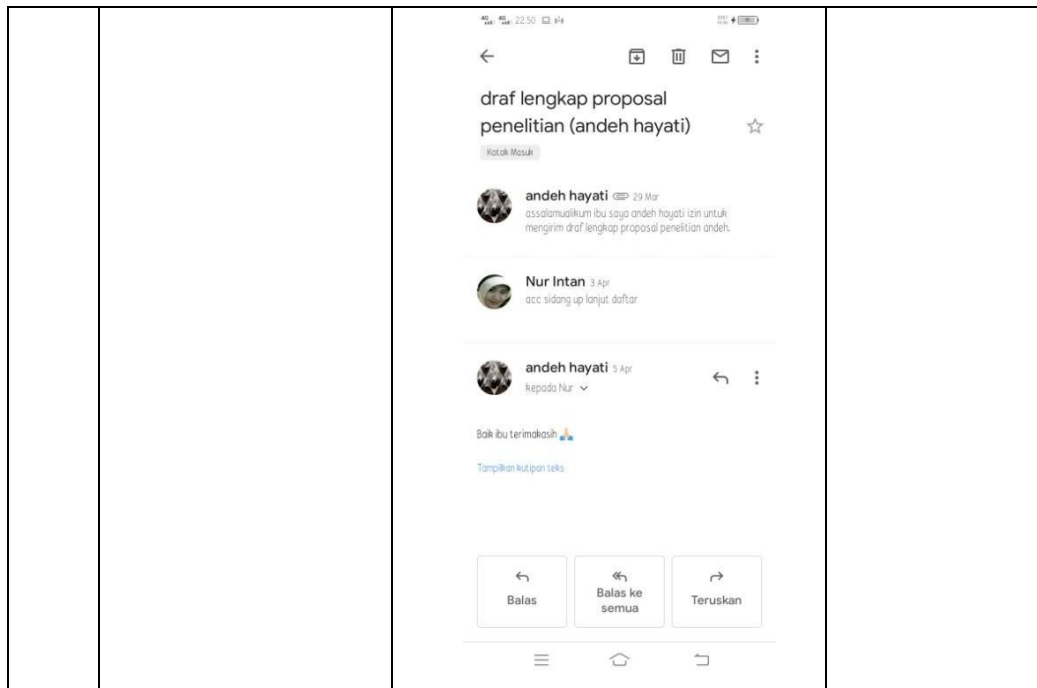 22.50
draf lengkap proposal
penelitian (andeh hayati)
Kotak Masuk
andeh hayati 29 Mar
assalamualikum ibu saya andeh hayati izin untuk
mengirim draf lengkap proposal penelitian andeh.
Nur Intan 3 Apr
acc sidang up lanjut daftar
andeh hayati 5 Apr
kepada Nur
Baik ibu terimakasih 🙏🏻
Tampilkan kutipan teks
Balas
Balas ke
semua
Teruskan